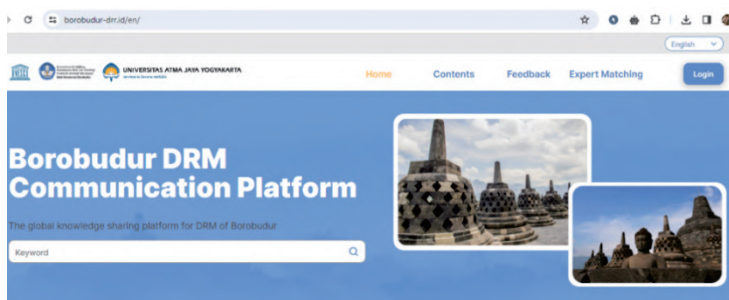 borobudur-drr.id/en/
English
UNIVERSITAS ATMA JAYA YOGYAKARTA
Home
Contents
Feedback
Expert Matching
Login
Borobudur DRM
Communication Platform
The global knowledge sharing platform for DRM of Borobudur
Keyword